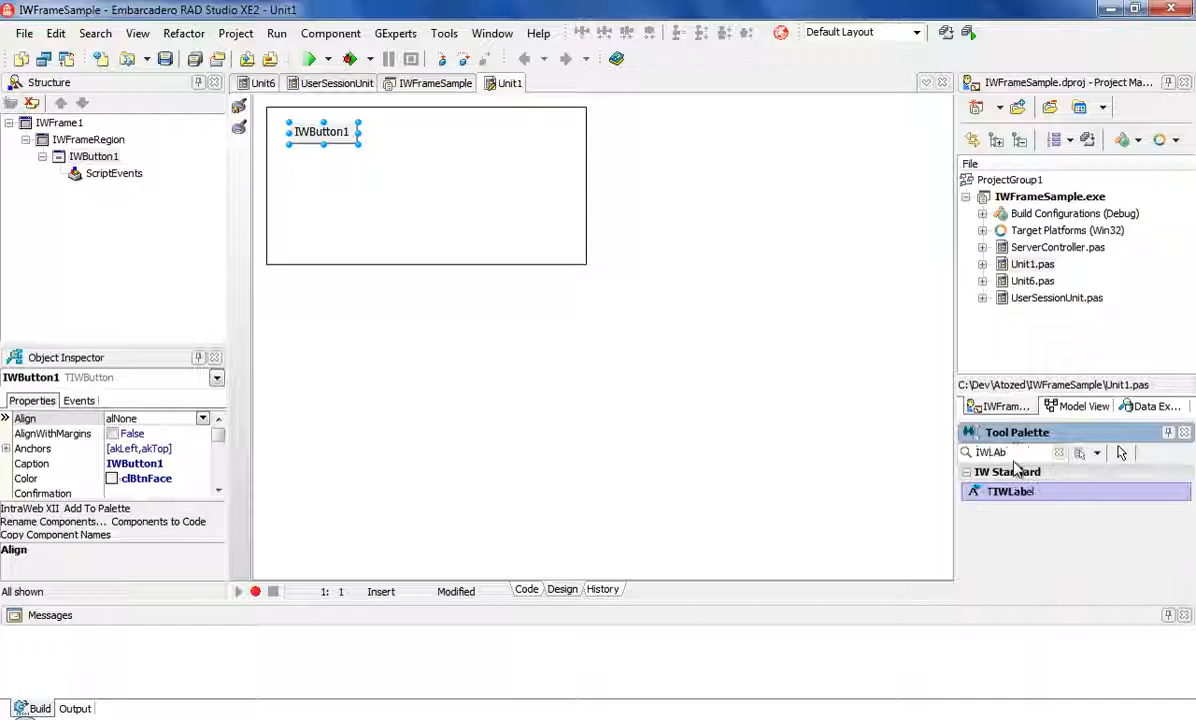 IWFrameSample - Embarcadero RAD Studio XE2 - Unit1
File Edit Search View Refactor Project Run Component GExperts Tools Window Help
Default Layout
Structure
Unit6 UserSessionUnit IWFrameSample Unit1
IWFrameSample.dproj - Project Ma...
IWFrame1
IWFrameRegion
IWButton1
ScriptEvents
IWButton1
File
ProjectGroup1
IWFrameSample.exe
Build Configurations (Debug)
Target Platforms (Win32)
ServerController.pas
Unit1.pas
Unit6.pas
UserSessionUnit.pas
Object Inspector
IWButton1 TIWButton
Properties Events
Align alNone
AlignWithMargins False
Anchors [akLeft,akTop]
Caption IWButton1
Color clBtnFace
Confirmation
IntraWeb XII Add To Palette
Rename Components... Components to Code
Copy Component Names
Align
All shown
C:\Dev\Atozed\IWFrameSample\Unit1.pas
IWFram... Model View Data Ex...
Tool Palette
IWLAb
IW Standard
TIWLabel
1: 1 Insert Modified Code Design History
Messages
Build Output